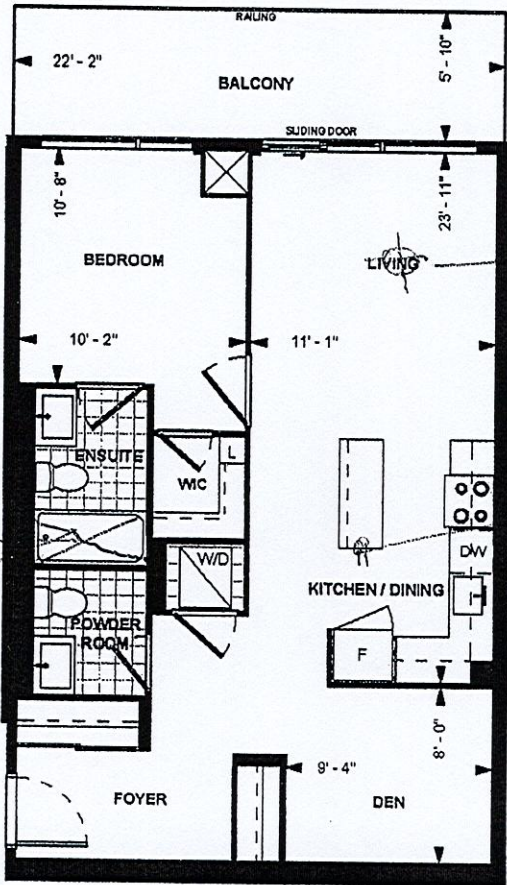 RAILING
22' - 2"
5' - 10"
BALCONY
SLIDING DOOR
10' - 8"
23' - 11"
BEDROOM
LIVING
10' - 2"
11' - 1"
ENSUITE
L
WIC
W/D
DW
KITCHEN / DINING
POWDER
ROOM
F
8' - 0"
9' - 4"
FOYER
DEN